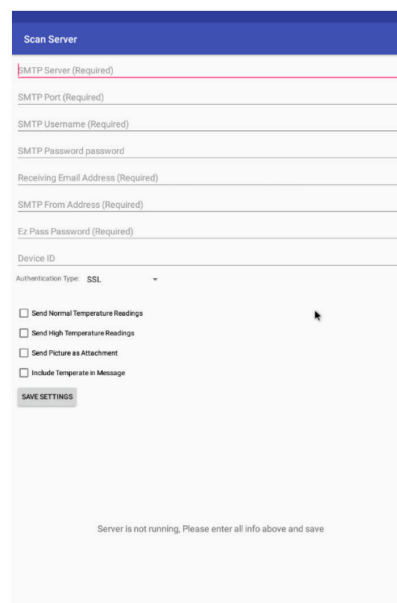 Scan Server
SMTP Server (Required)
SMTP Port (Required)
SMTP Username (Required)
SMTP Password password
Receiving Email Address (Required)
SMTP From Address (Required)
Ez Pass Password (Required)
Device ID
Authentication Type: SSL
Send Normal Temperature Readings
Send High Temperature Readings
Send Picture as Attachment
Include Temperate in Message
SAVE SETTINGS
Server is not running, Please enter all info above and save